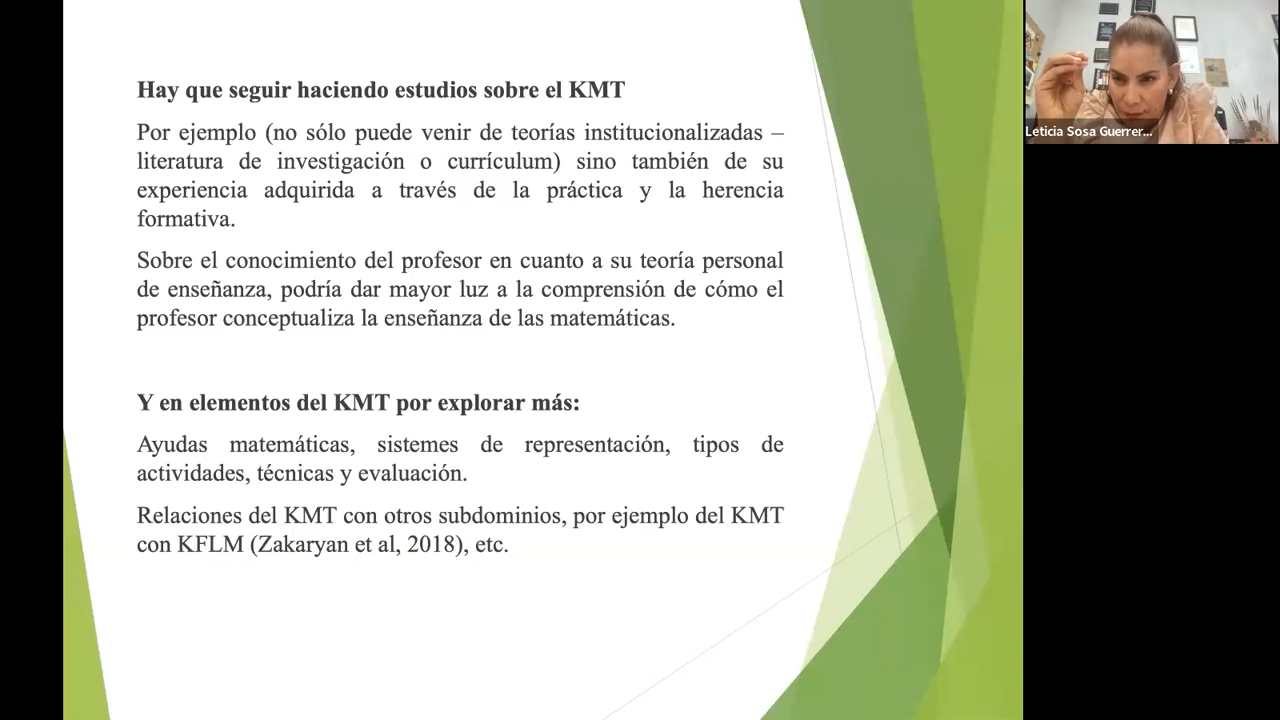 Hay que seguir haciendo estudios sobre el KMT
Por ejemplo (no sólo puede venir de teorías institucionalizadas –
literatura de investigación o currículum) sino también de su
experiencia adquirida a través de la práctica y la herencia
formativa.
Sobre el conocimiento del profesor en cuanto a su teoría personal
de enseñanza, podría dar mayor luz a la comprensión de cómo el
profesor conceptualiza la enseñanza de las matemáticas.
Y en elementos del KMT por explorar más:
Ayudas matemáticas, sistemes de representación, tipos de
actividades, técnicas y evaluación.
Relaciones del KMT con otros subdominios, por ejemplo del KMT
con KFLM (Zakaryan et al, 2018), etc.
Leticia Sosa Guerrer...